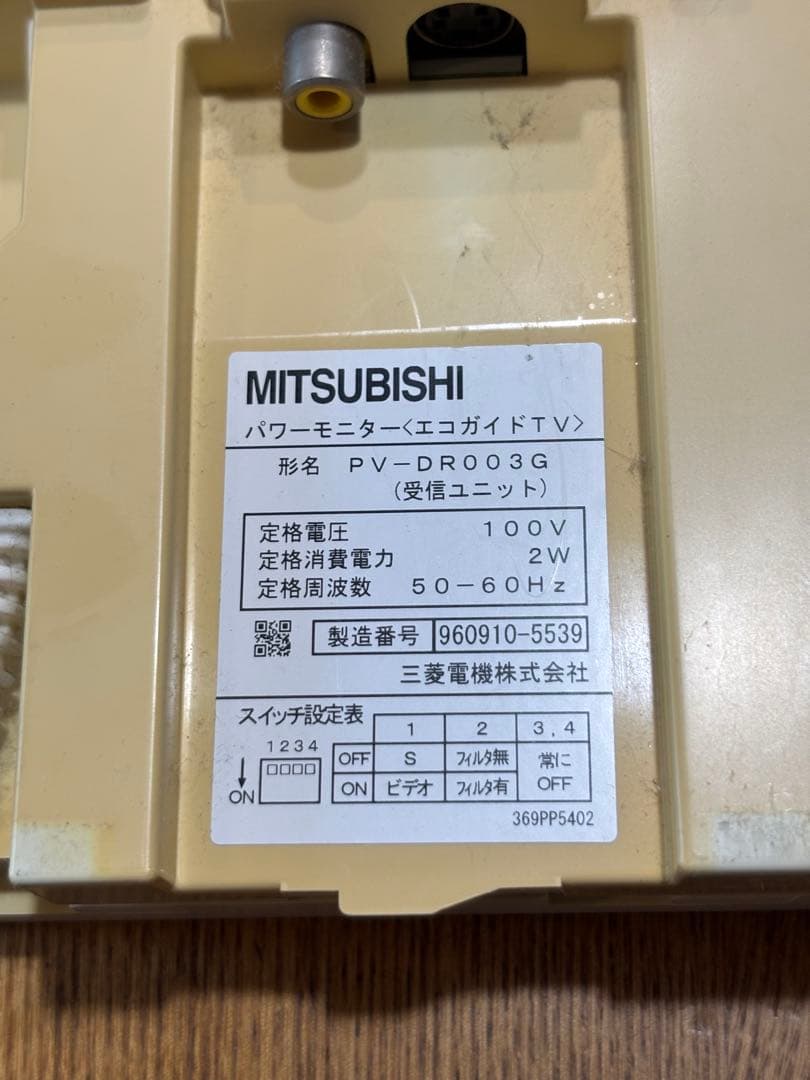 MITSUBISHI
パワーモニター<エコガイドTV>
形名 PV-DR003G
(受信ユニット)
定格電圧 100V
定格消費電力 2W
定格周波数 50-60Hz
製造番号 960910-5539
三菱電機株式会社
スイッチ設定表
1 2 3,4
1234
OFF S フィルタ無 常に
OFF
ON ビデオ フィルタ有
↓
ON
369PP5402